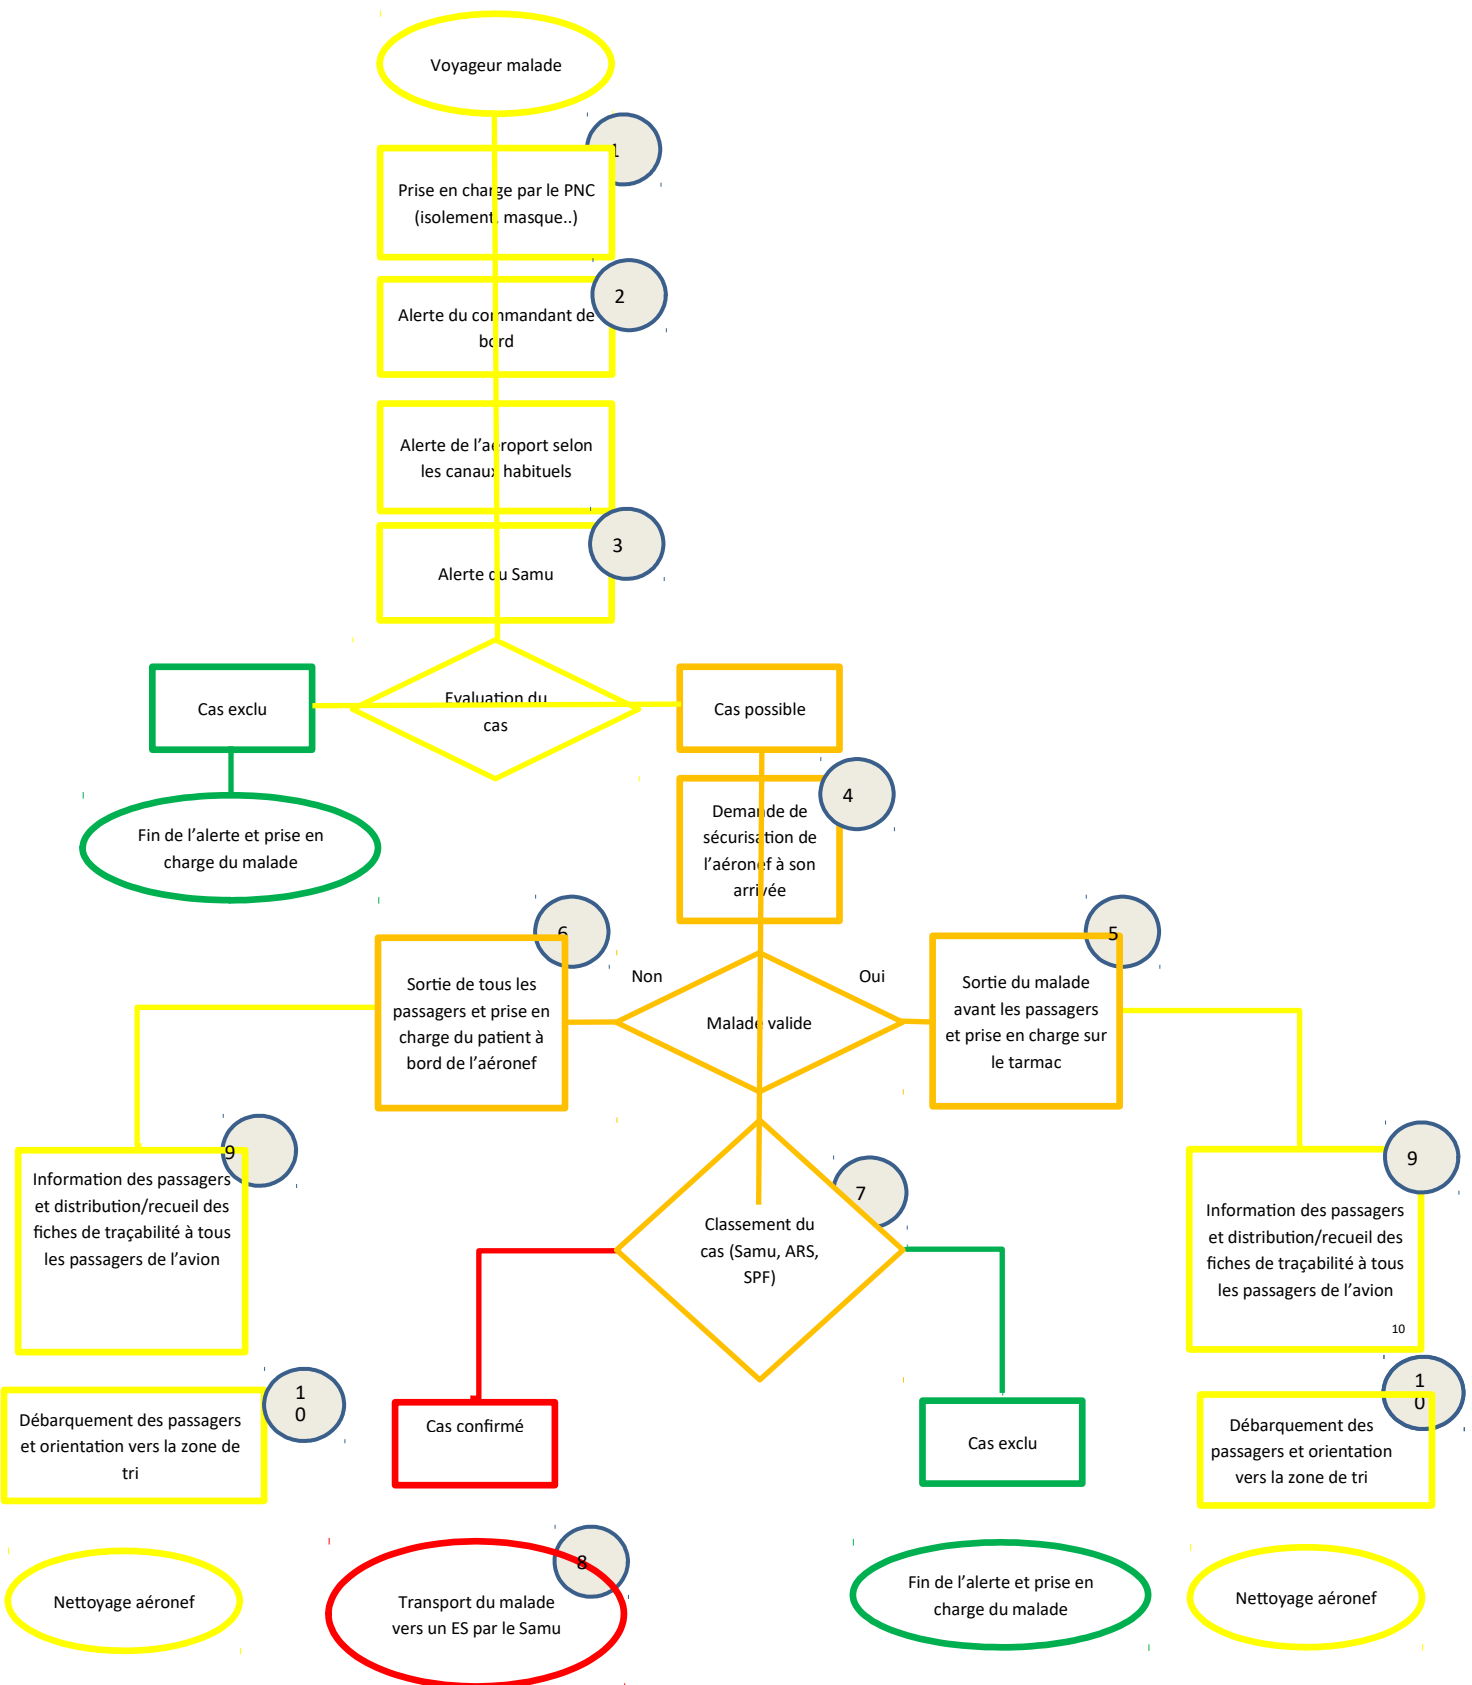 Voyageur malade
1
Prise en charge par le PNC
(isolement, masque..)
2
Alerte du commandant de
bord
Alerte de l’aéroport selon
les canaux habituels
3
Alerte du Samu
Evaluation du
cas
Cas exclu
Cas possible
Fin de l’alerte et prise en
charge du malade
4
Demande de
sécurisation de
l’aéronef à son
arrivée
6
5
Non
Oui
Sortie de tous les
passagers et prise en
charge du patient à
bord de l’aéronef
Malade valide
Sortie du malade
avant les passagers
et prise en charge sur
le tarmac
9
Information des passagers
et distribution/recueil des
fiches de traçabilité à tous
les passagers de l’avion
7
Classement du
cas (Samu, ARS,
SPF)
9
Information des passagers
et distribution/recueil des
fiches de traçabilité à tous
les passagers de l’avion
10
1
0
Débarquement des passagers
et orientation vers la zone de
tri
Cas confirmé
Cas exclu
1
0
Débarquement des
passagers et orientation
vers la zone de tri
Nettoyage aéronef
8
Transport du malade
vers un ES par le Samu
Fin de l’alerte et prise en
charge du malade
Nettoyage aéronef